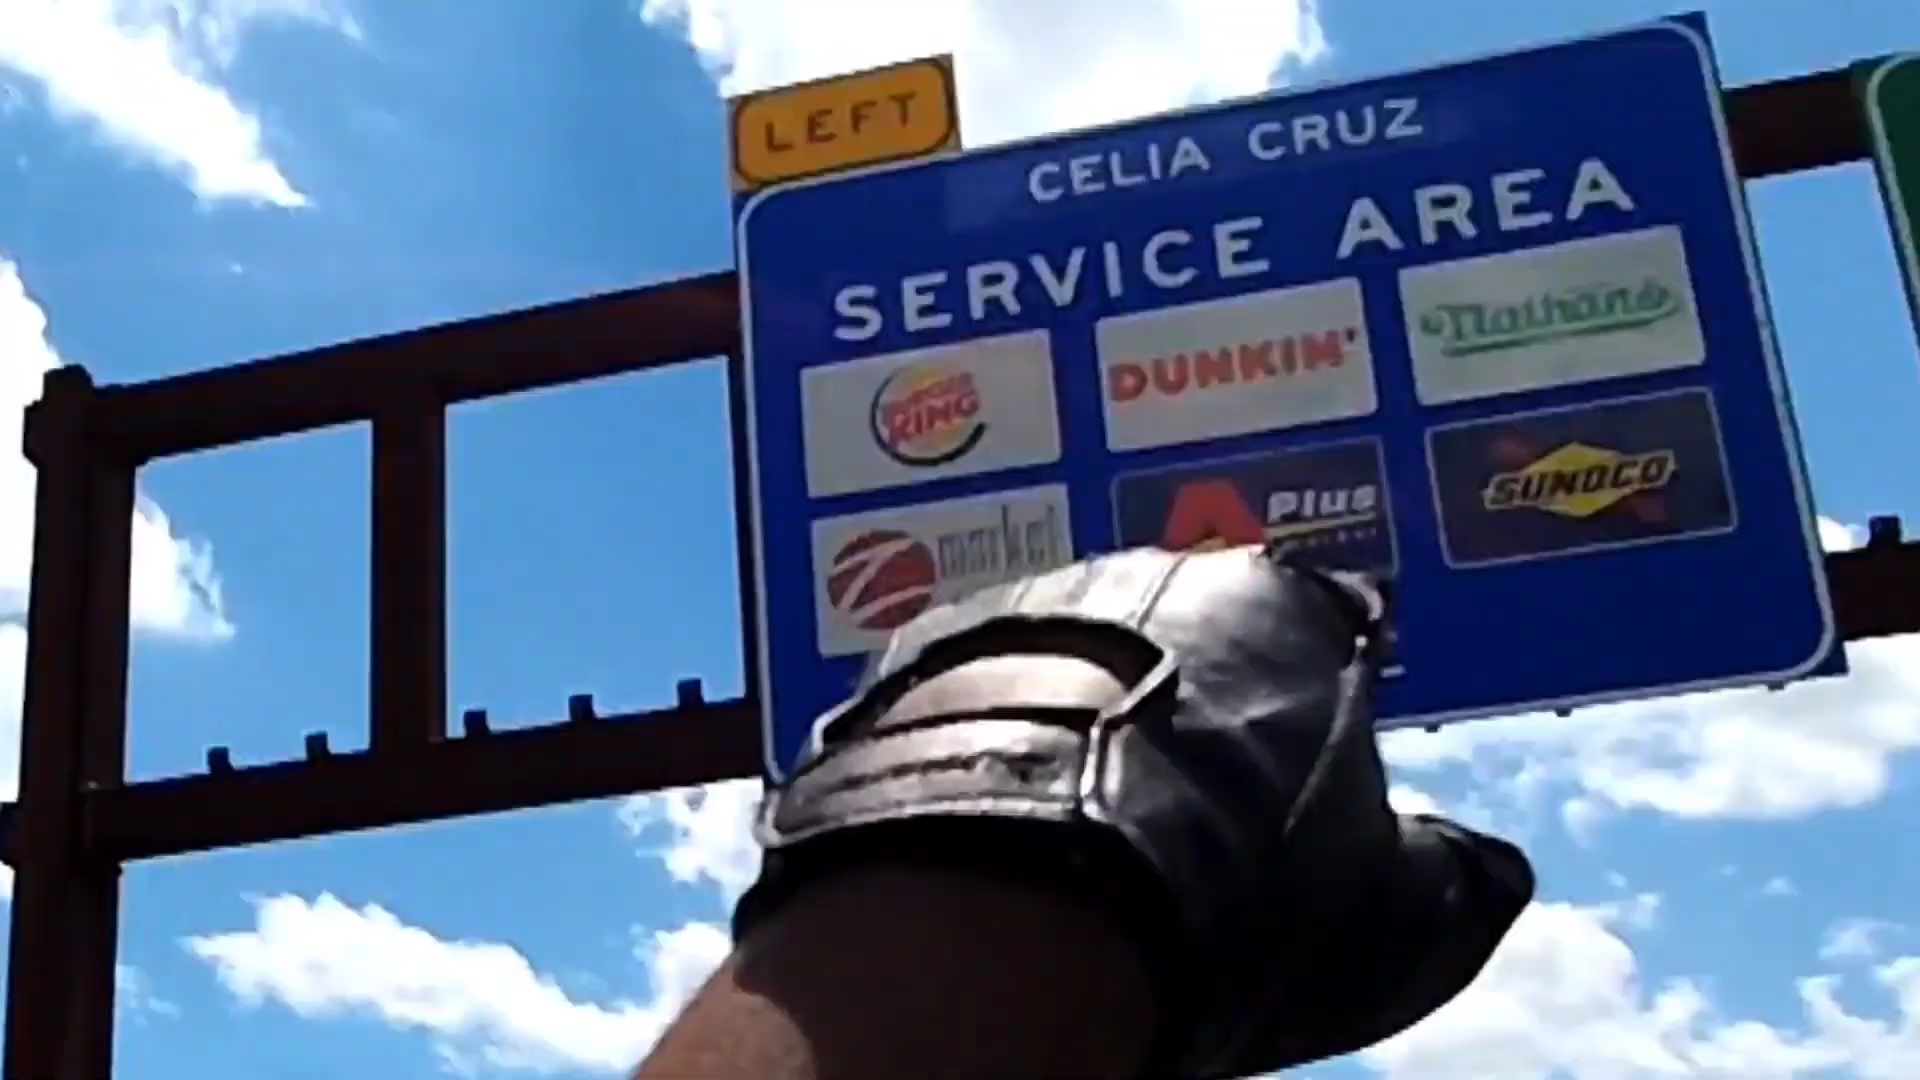 LEFT
CELIA CRUZ
SERVICE AREA
BURGER KING
DUNKIN'
Nathan's
Z market
A Plus
SUNOCO